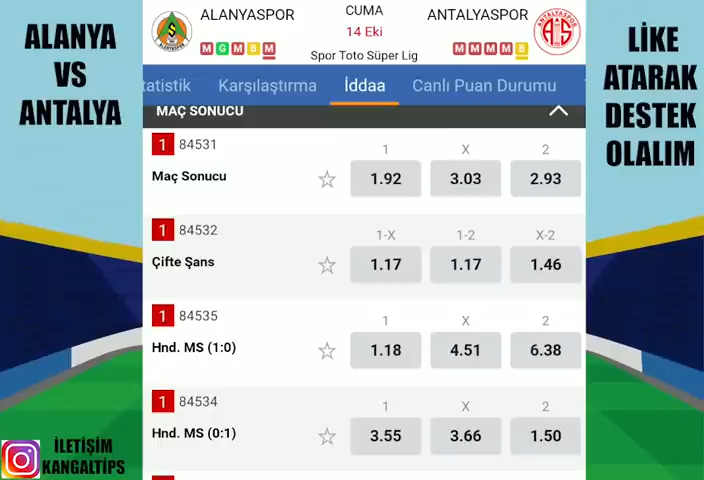 ALANYA
VS
ANTALYA
ALANYASPOR
M G M B M
CUMA
14 Eki
Spor Toto Süper Lig
ANTALYASPOR
M M M M B
ANTALYASPOR
LİKE
ATARAK
DESTEK
OLALIM
tatistik Karşılaştırma İddaa Canlı Puan Durumu
MAÇ SONUCU
1 84531
Maç Sonucu
1 X 2
1.92 3.03 2.93
1 84532
Çifte Şans
1-X 1-2 X-2
1.17 1.17 1.46
1 84535
Hnd. MS (1:0)
1 X 2
1.18 4.51 6.38
1 84534
Hnd. MS (0:1)
1 X 2
3.55 3.66 1.50
İLETİŞİM
KANGALTİPS